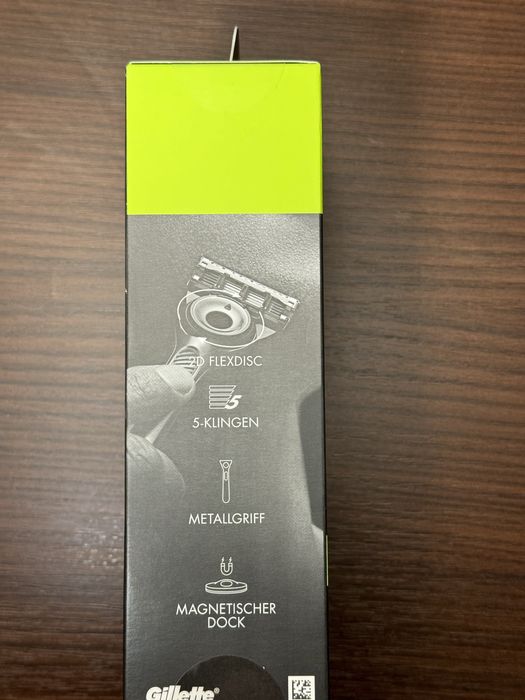 2D FLEXDISC
5
5-KLINGEN
METALLGRIFF
MAGNETISCHER
DOCK
Gillette®